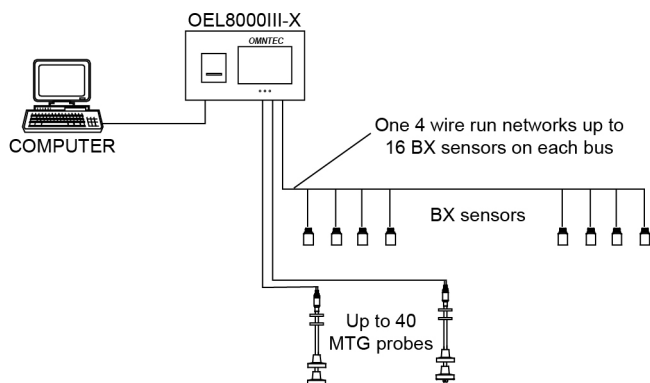 OEL8000III-X
OMNTEC
COMPUTER
One 4 wire run networks up to
16 BX sensors on each bus
BX sensors
Up to 40
MTG probes